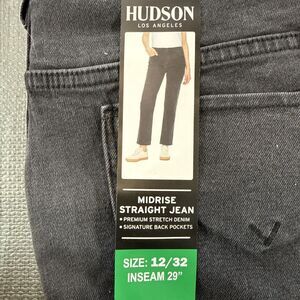 HUDSON
LOS ANGELES
MIDRISE
STRAIGHT JEAN
• PREMIUM STRETCH DENIM
• SIGNATURE BACK POCKETS
SIZE: 12/32
INSEAM 29"